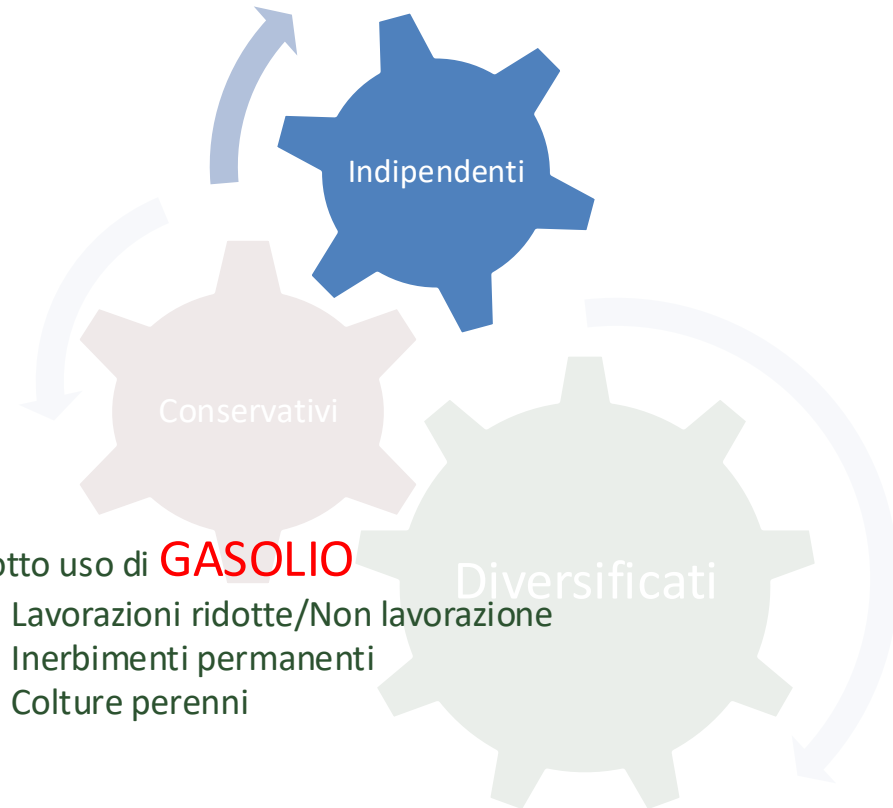 Indipendenti
Conservativi
otto uso di GASOLIO
Diversificati
Lavorazioni ridotte/Non lavorazione
Inerbimenti permanenti
Colture perenni